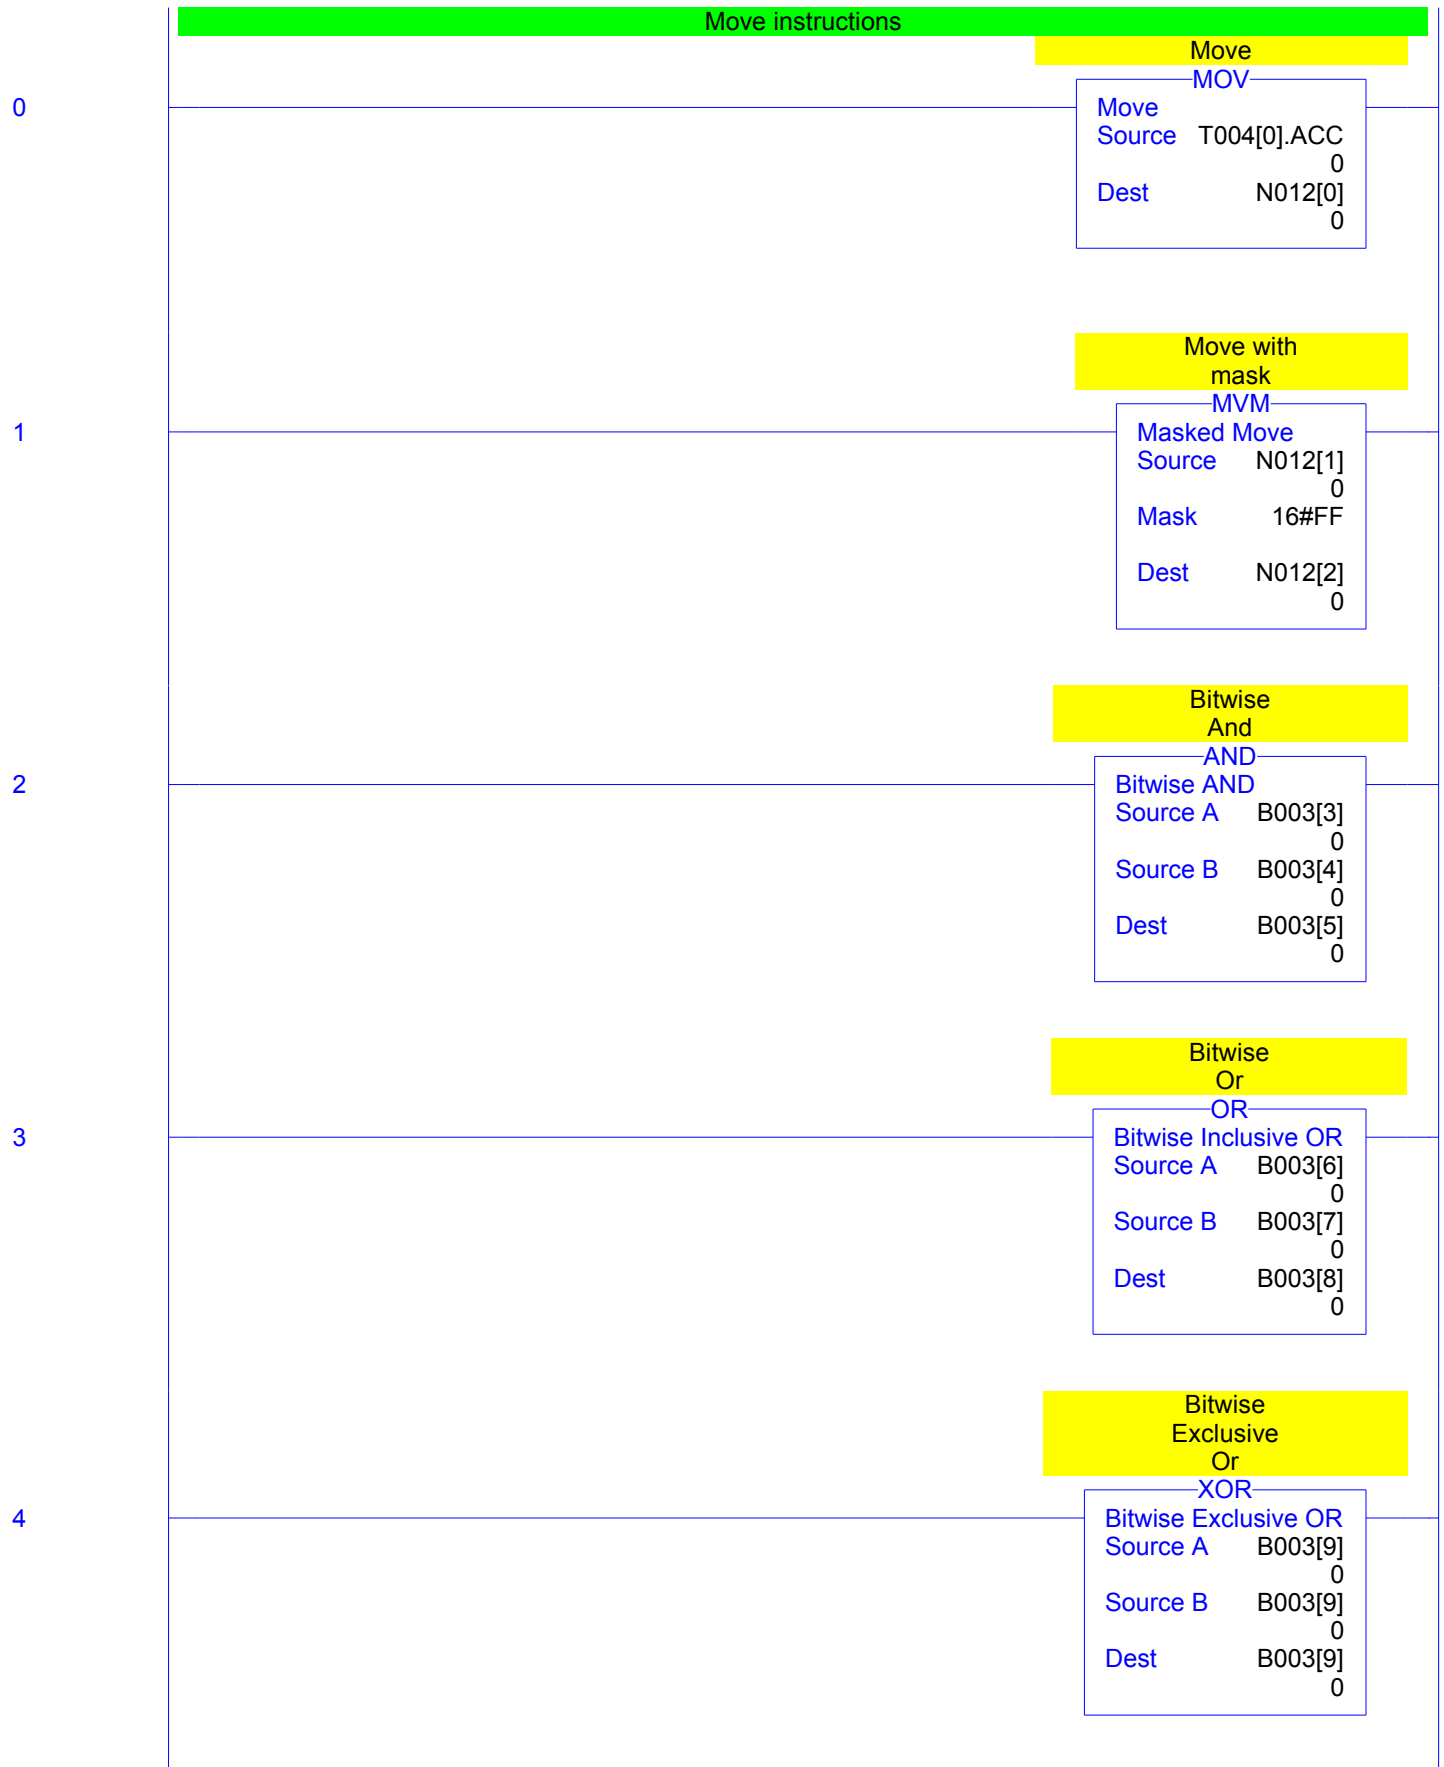 Move instructions
Move
MOV
0
Move
Source T004[0].ACC
0
Dest N012[0]
0
Move with
mask
MVM
1
Masked Move
Source N012[1]
0
Mask 16#FF
Dest N012[2]
0
Bitwise
And
AND
2
Bitwise AND
Source A B003[3]
0
Source B B003[4]
0
Dest B003[5]
0
Bitwise
Or
OR
3
Bitwise Inclusive OR
Source A B003[6]
0
Source B B003[7]
0
Dest B003[8]
0
Bitwise
Exclusive
Or
XOR
4
Bitwise Exclusive OR
Source A B003[9]
0
Source B B003[9]
0
Dest B003[9]
0